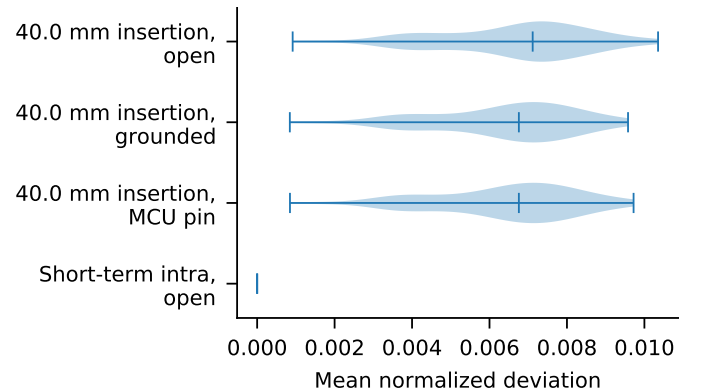 40.0 mm insertion,
open
40.0 mm insertion,
grounded
40.0 mm insertion,
MCU pin
Short-term intra,
open
0.000 0.002 0.004 0.006 0.008 0.010
Mean normalized deviation